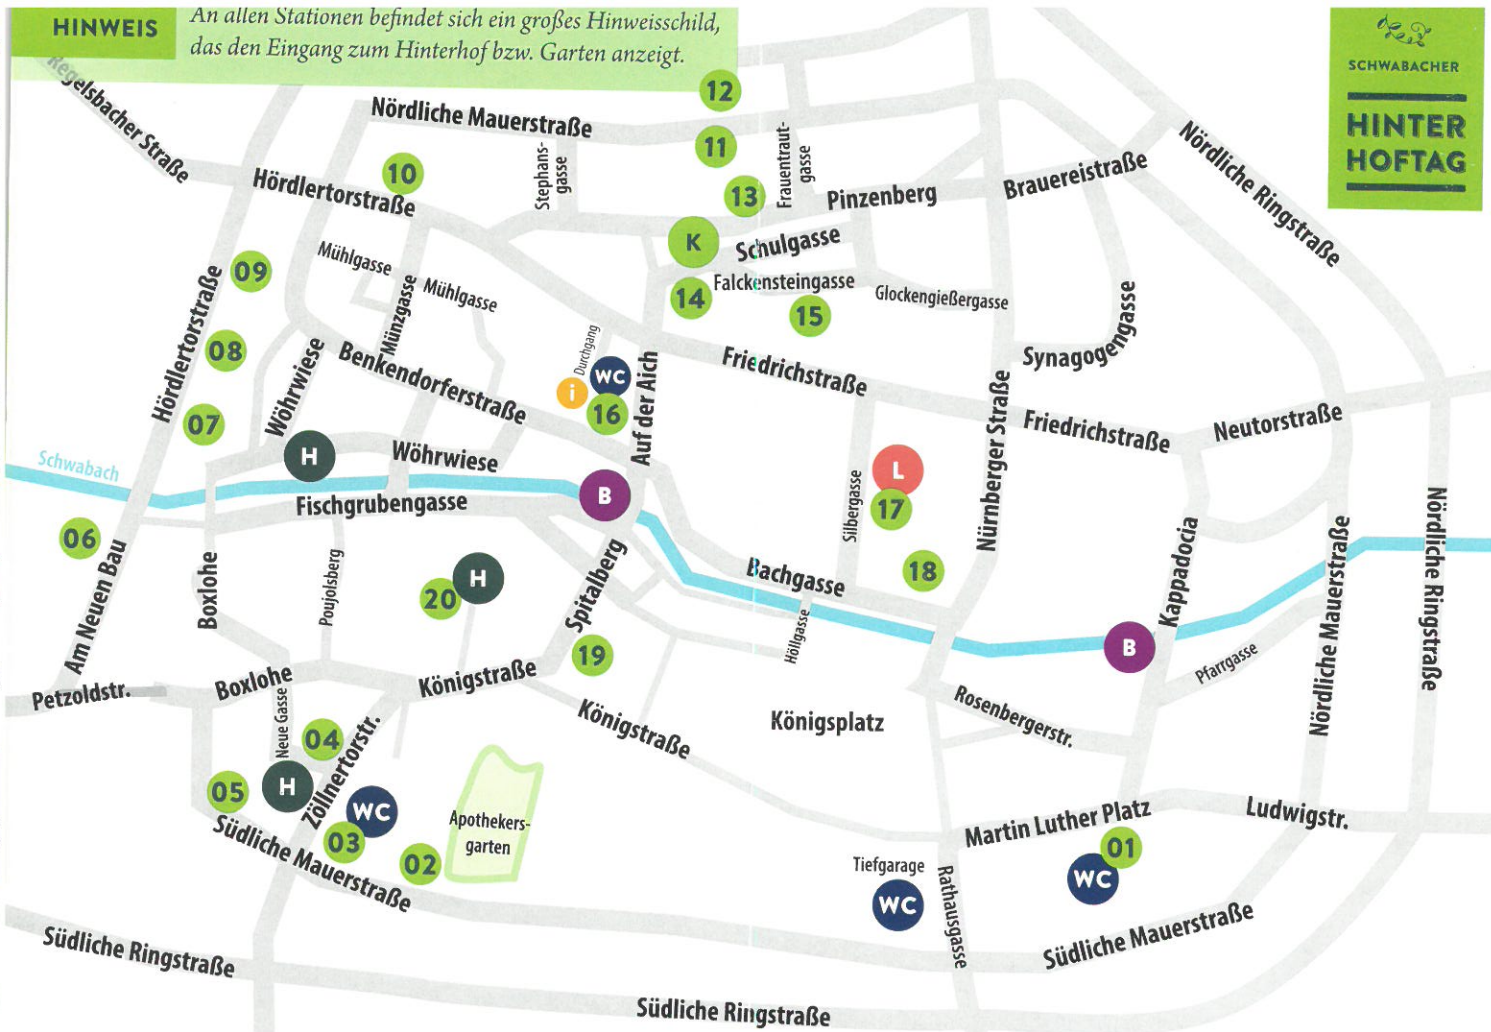 HINWEIS
An allen Stationen befindet sich ein großes Hinweisschild,
das den Eingang zum Hinterhof bzw. Garten anzeigt.
SCHWABACHER
HINTER
HOFTAG
Regelsbacher Straße
Nördliche Mauerstraße
12
11
Stephans-
gasse
Frauentraut-
gasse
Nördliche Ringstraße
10
Hördlertorstraße
13
Pinzenberg
Brauereistraße
K
Schulgasse
Mühlgasse
Mühlgasse
Münzgasse
09
Hördlertorstraße
14
Falckensteingasse
Glockengießergasse
15
Synagogengasse
08
Wöhrwiese
Benkendorferstraße
Durchgang
i
WC
16
Auf der Aich
Friedrichstraße
Nürnberger Straße
Friedrichstraße
Neutorstraße
07
H
Wöhrwiese
Schwabach
Fischgrubengasse
B
Silbergasse
L
17
18
06
Am Neuen Bau
Boxlohe
Poujolsberg
20
H
Spitalberg
19
Bachgasse
Höllgasse
Kappadocia
B
Pfarrgasse
Nördliche Mauerstraße
Nördliche Ringstraße
Petzoldstr.
Boxlohe
Königstraße
Königstraße
Königsplatz
Rosenbergerstr.
Neue Gasse
04
Zöllnertorstr.
05
H
WC
03
02
Apothekers-
garten
Südliche Mauerstraße
Martin Luther Platz
Ludwigstr.
01
WC
Tiefgarage
WC
Rathausgasse
Südliche Mauerstraße
Südliche Ringstraße
Südliche Ringstraße